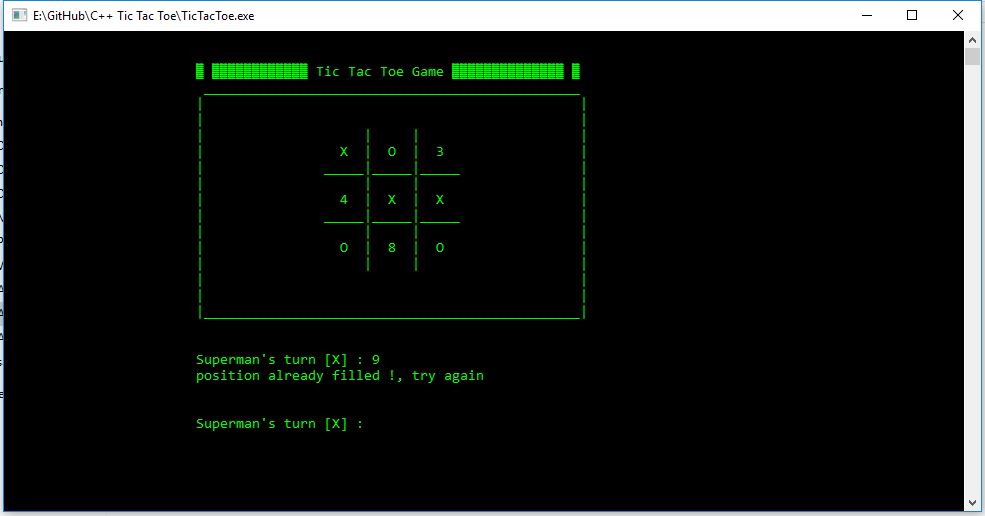 E:\GitHub\C++ Tic Tac Toe\TicTacToe.exe
Tic Tac Toe Game
X | O | 3
4 | X | X
O | 8 | O
Superman's turn [X] : 9
position already filled !, try again
Superman's turn [X] :